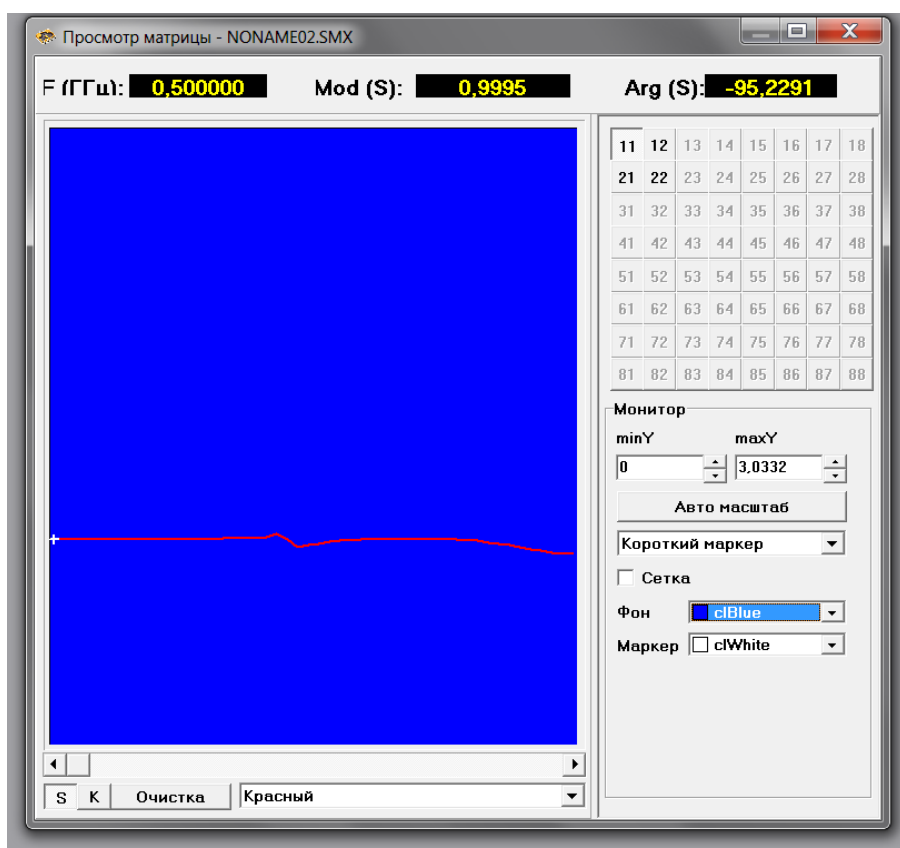 Просмотр матрицы - NONAME02.SMX
F (ГГц): 0,500000 Mod (S): 0,9995 Arg (S): -95,2291
11 12 13 14 15 16 17 18
21 22 23 24 25 26 27 28
31 32 33 34 35 36 37 38
41 42 43 44 45 46 47 48
51 52 53 54 55 56 57 58
61 62 63 64 65 66 67 68
71 72 73 74 75 76 77 78
81 82 83 84 85 86 87 88
Монитор
minY maxY
0 3,0332
Авто масштаб
Короткий маркер
Сетка
Фон clBlue
Маркер clWhite
S K Очистка Красный